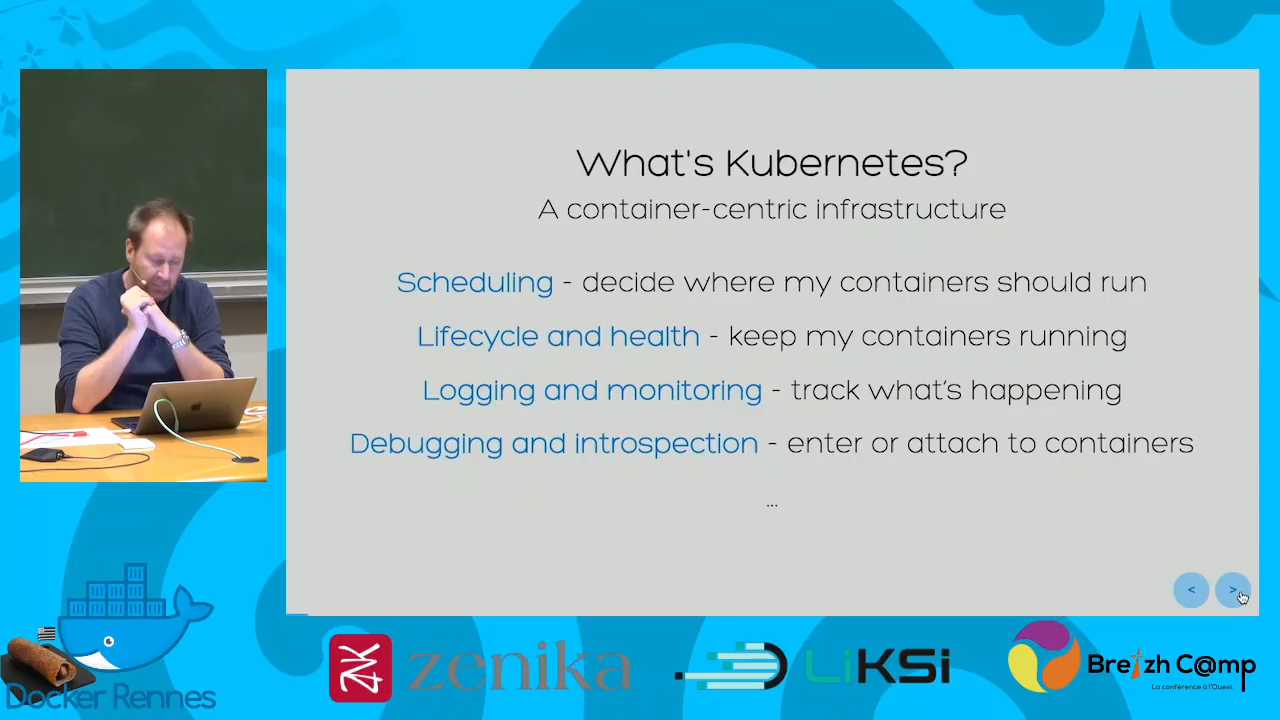 What's Kubernetes?
A container-centric infrastructure
Scheduling - decide where my containers should run
Lifecycle and health - keep my containers running
Logging and monitoring - track what's happening
Debugging and introspection - enter or attach to containers
...
< >
Docker Rennes
zenika
LiKSi
Breizh C@mp
La conférence à l'Ouest